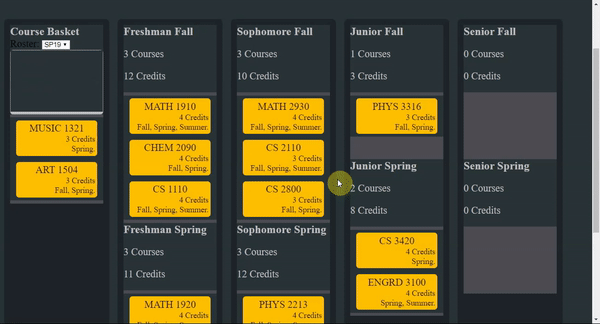 Course Basket
Roster: SP19
MUSIC 1321
3 Credits
Spring.
ART 1504
3 Credits
Fall, Spring.
Freshman Fall
3 Courses
12 Credits
MATH 1910
4 Credits
Fall, Spring, Summer.
CHEM 2090
4 Credits
Fall, Spring.
CS 1110
4 Credits
Fall, Spring, Summer.
Freshman Spring
3 Courses
11 Credits
MATH 1920
4 Credits
Sophomore Fall
3 Courses
10 Credits
MATH 2930
4 Credits
Fall, Spring, Summer.
CS 2110
3 Credits
Fall, Spring, Summer.
CS 2800
3 Credits
Fall, Spring.
Sophomore Spring
3 Courses
12 Credits
PHYS 2213
4 Credits
Junior Fall
1 Courses
3 Credits
PHYS 3316
3 Credits
Fall, Spring.
Junior Spring
2 Courses
8 Credits
CS 3420
4 Credits
Spring.
ENGRD 3100
4 Credits
Spring, Summer.
Senior Fall
0 Courses
0 Credits
Senior Spring
0 Courses
0 Credits